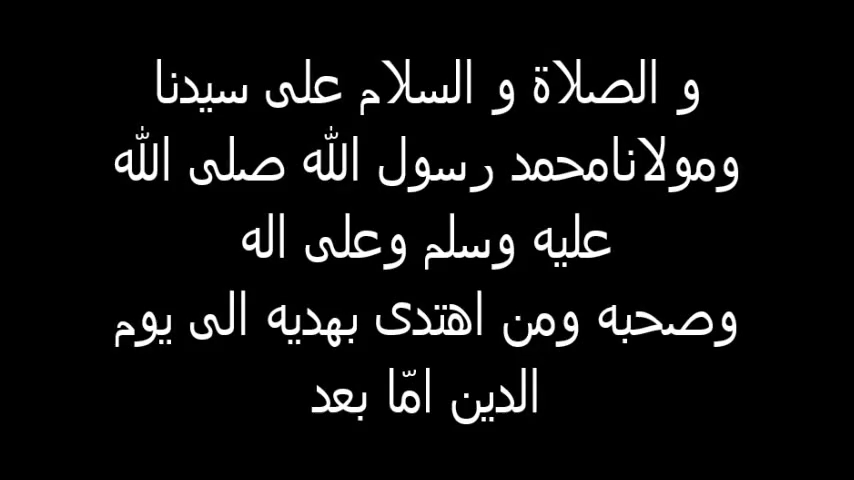 و الصلاة و السلام على سيدنا
ومولانامحمد رسول الله صلى الله
عليه وسلم وعلى اله
وصحبه ومن اهتدى بهديه الى يوم
الدين امّا بعد